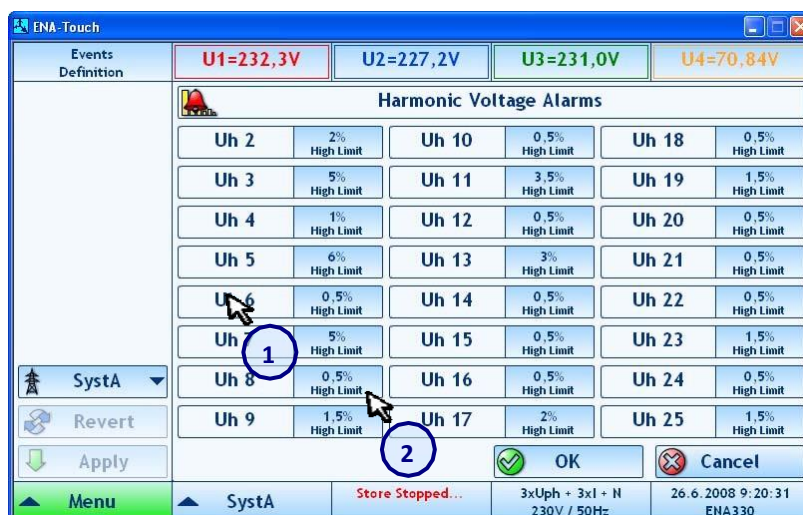 ENA-Touch
Events
Definition
U1=232,3V U2=227,2V U3=231,0V U4=70,84V
Harmonic Voltage Alarms
Uh 2 2% High Limit Uh 10 0,5% High Limit Uh 18 0,5% High Limit
Uh 3 5% High Limit Uh 11 3,5% High Limit Uh 19 1,5% High Limit
Uh 4 1% High Limit Uh 12 0,5% High Limit Uh 20 0,5% High Limit
Uh 5 6% High Limit Uh 13 3% High Limit Uh 21 0,5% High Limit
Uh 6 0,5% High Limit Uh 14 0,5% High Limit Uh 22 0,5% High Limit
Uh 5% High Limit Uh 15 0,5% High Limit Uh 23 1,5% High Limit
1
Uh 8 0,5% High Limit Uh 16 0,5% High Limit Uh 24 0,5% High Limit
Uh 9 1,5% High Limit Uh 17 2% High Limit Uh 25 1,5% High Limit
2
SystA
Revert
Apply
OK Cancel
Menu SystA Store Stopped... 3xUph + 3xI + N 26.6.2008 9:20:31
230V / 50Hz ENA330